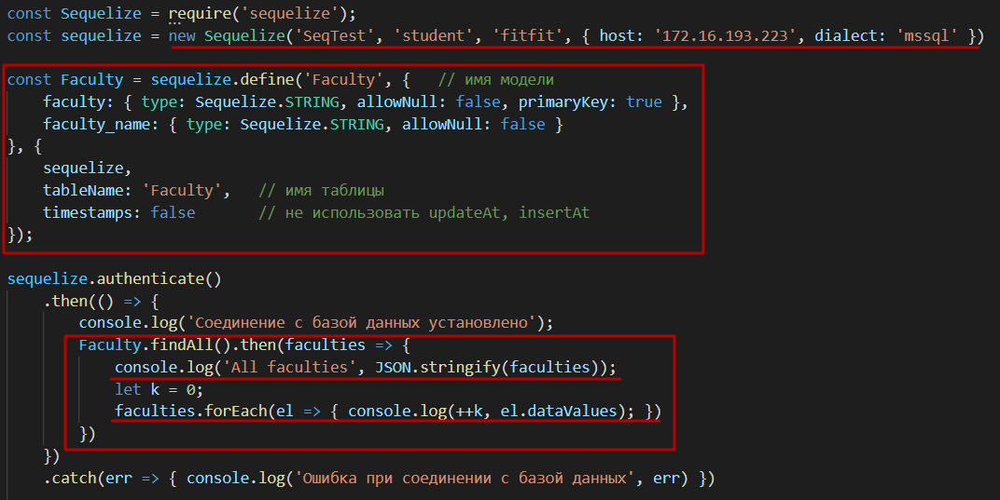 const Sequelize = require('sequelize');
const sequelize = new Sequelize('SeqTest', 'student', 'fitfit', { host: '172.16.193.223', dialect: 'mssql' })
const Faculty = sequelize.define('Faculty', {   // имя модели
    faculty: { type: Sequelize.STRING, allowNull: false, primaryKey: true },
    faculty_name: { type: Sequelize.STRING, allowNull: false }
}, {
    sequelize,
    tableName: 'Faculty',   // имя таблицы
    timestamps: false       // не использовать updateAt, insertAt
});
sequelize.authenticate()
    .then(() => {
        console.log('Соединение с базой данных установлено');
        Faculty.findAll().then(faculties => {
            console.log('All faculties', JSON.stringify(faculties));
            let k = 0;
            faculties.forEach(el => { console.log(++k, el.dataValues); })
        })
    })
    .catch(err => { console.log('Ошибка при соединении с базой данных', err) })